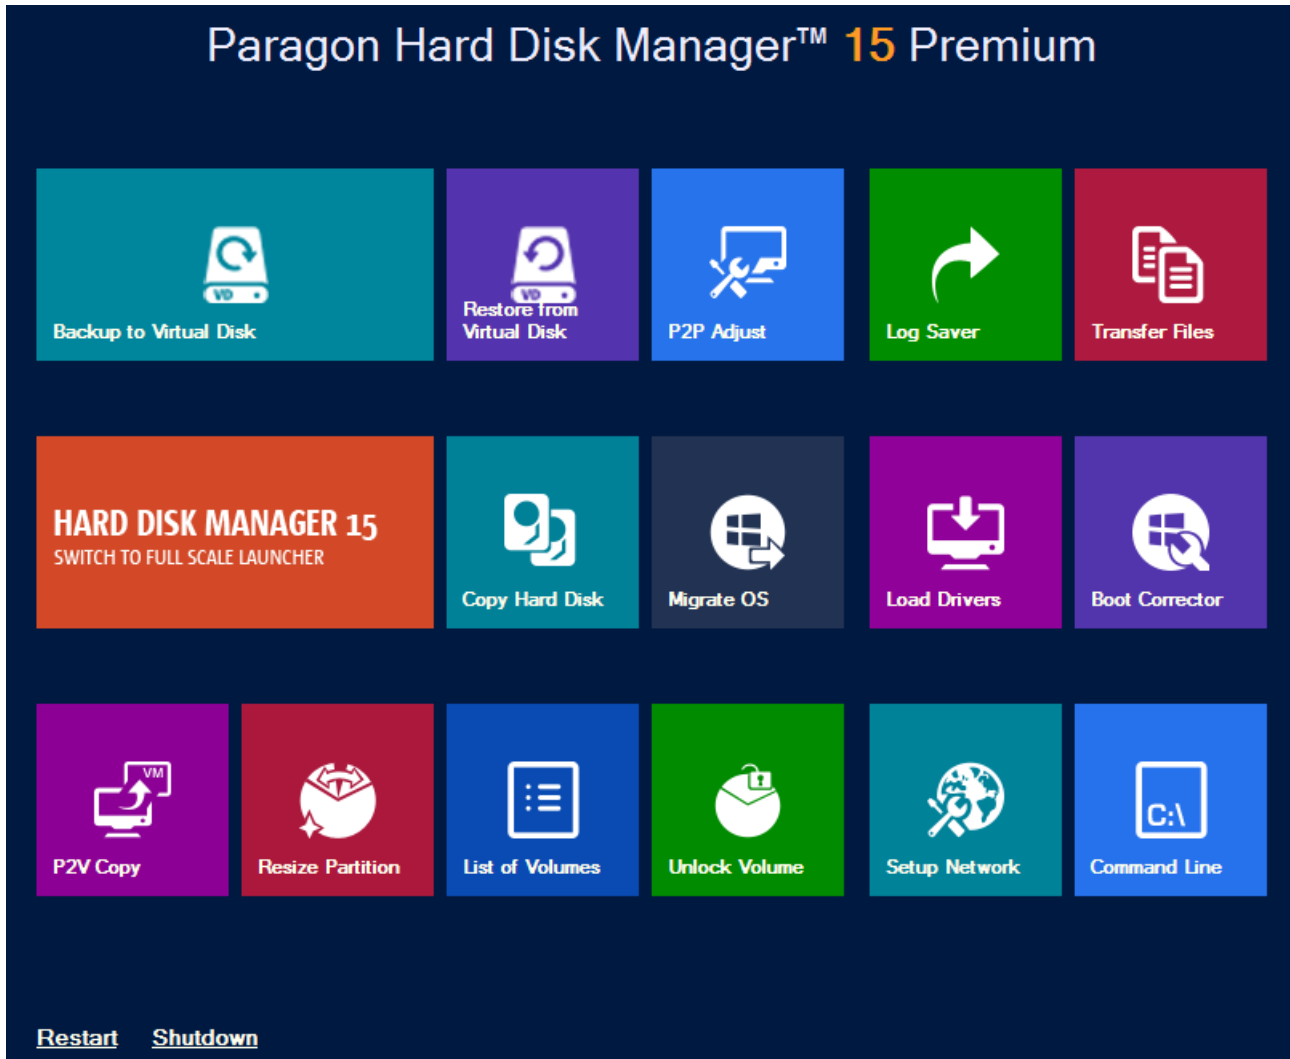 Paragon Hard Disk Manager™ 15 Premium
VD
Backup to Virtual Disk
VD
Restore from
Virtual Disk
P2P Adjust
Log Saver
Transfer Files
HARD DISK MANAGER 15
SWITCH TO FULL SCALE LAUNCHER
Copy Hard Disk
Migrate OS
Load Drivers
Boot Corrector
VM
P2V Copy
Resize Partition
List of Volumes
Unlock Volume
Setup Network
C:\
Command Line
Restart Shutdown